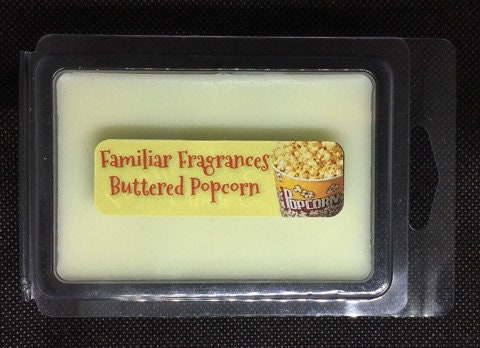 Familiar Fragrances
Buttered Popcorn
POPCORN